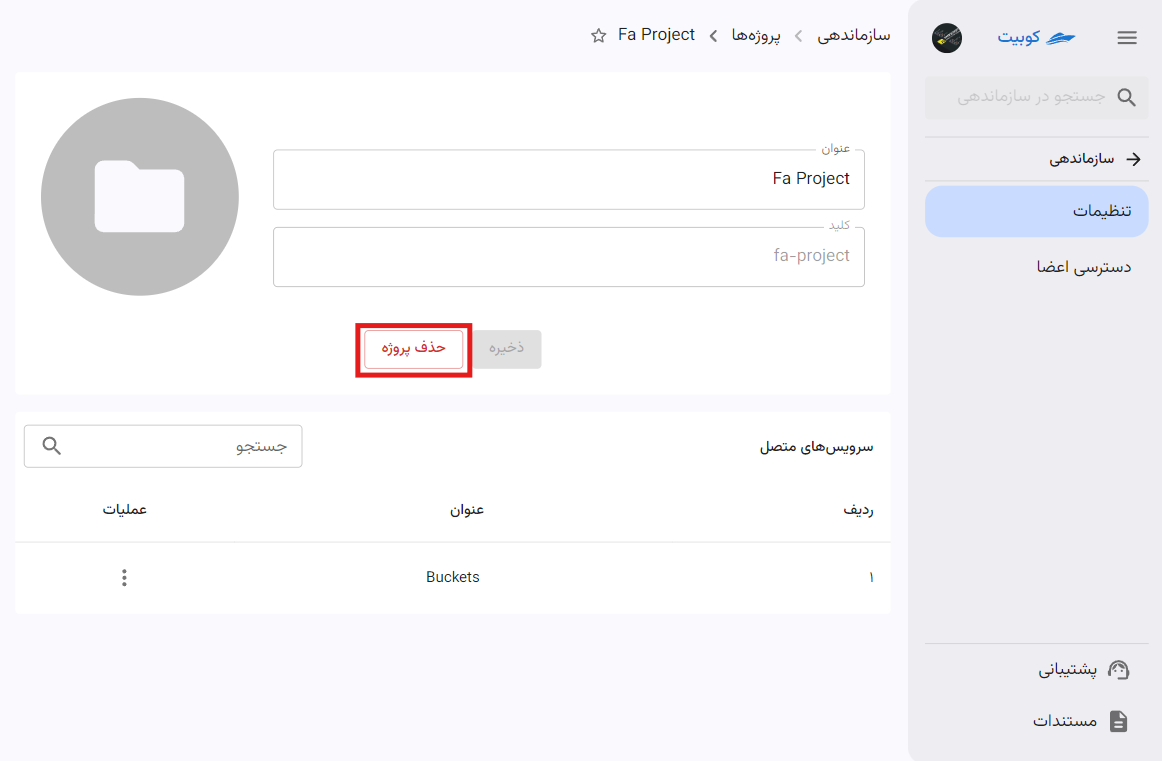 کوبیت
جستجو در سازماندهی
سازماندهی
تنظیمات
دسترسی اعضا
پشتیبانی
مستندات
سازماندهی > پروژه‌ها > Fa Project
عنوان
Fa Project
کلید
fa-project
ذخیره حذف پروژه
سرویس‌های متصل جستجو
ردیف عنوان عملیات
۱ Buckets